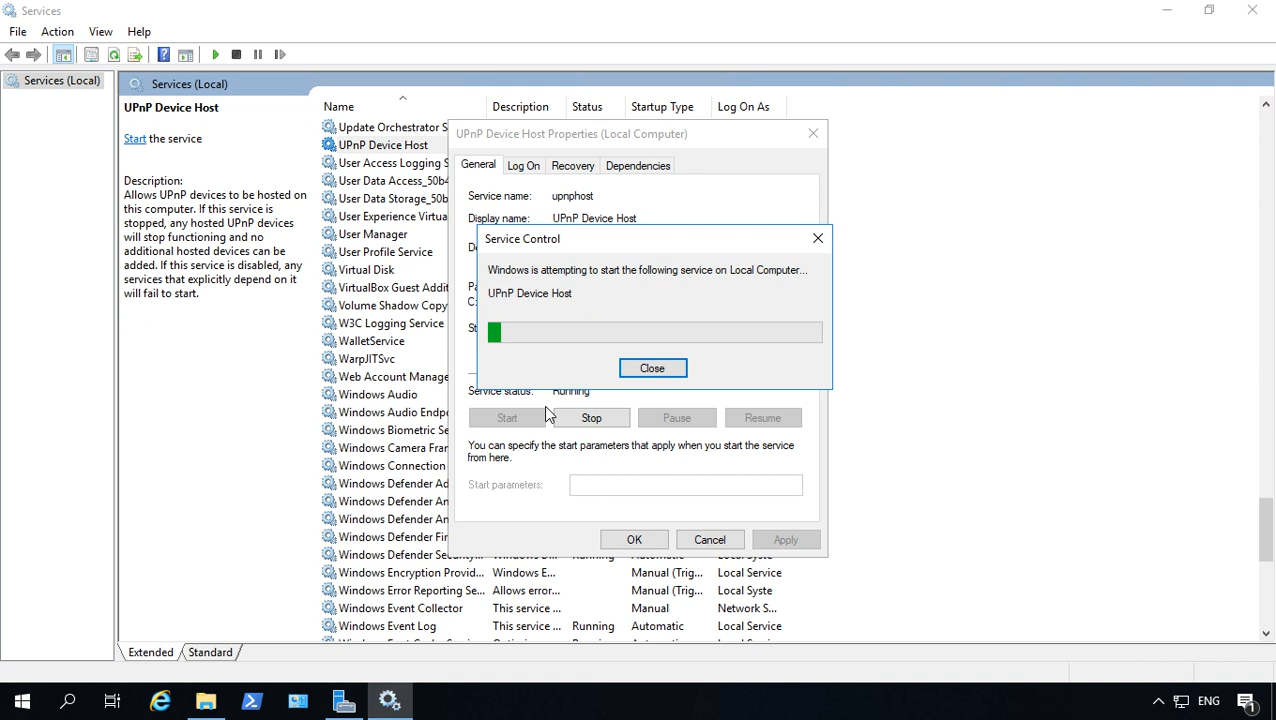 Services
File Action View Help
Services (Local)
Services (Local)
UPnP Device Host
Start the service
Description:
Allows UPnP devices to be hosted on
this computer. If this service is
stopped, any hosted UPnP devices
will stop functioning and no
additional hosted devices can be
added. If this service is disabled, any
services that explicitly depend on it
will fail to start.
Name Description Status Startup Type Log On As
Update Orchestrator S
UPnP Device Host
User Access Logging S
User Data Access_50b4
User Data Storage_50b
User Experience Virtua
User Manager
User Profile Service
Virtual Disk
VirtualBox Guest Addit
Volume Shadow Copy
W3C Logging Service
WalletService
WarpJITSvc
Web Account Manage
Windows Audio
Windows Audio Endpo
Windows Biometric Se
Windows Camera Fran
Windows Connection
Windows Defender Ad
Windows Defender An
Windows Defender An
Windows Defender Fir
Windows Defender Security... Windows D... Running Automatic Local Syste
Windows Encryption Provid... Windows E... Manual (Trig... Local Service
Windows Error Reporting Se... Allows error... Manual (Trig... Local Syste
Windows Event Collector This service ... Manual Network S...
Windows Event Log This service ... Running Automatic Local Service
UPnP Device Host Properties (Local Computer)
General Log On Recovery Dependencies
Service name: upnphost
Display name: UPnP Device Host
Service Control
Windows is attempting to start the following service on Local Computer...
UPnP Device Host
Close
Service status: Running
Start Stop Pause Resume
You can specify the start parameters that apply when you start the service
from here.
Start parameters:
OK Cancel Apply
Extended Standard
ENG
1